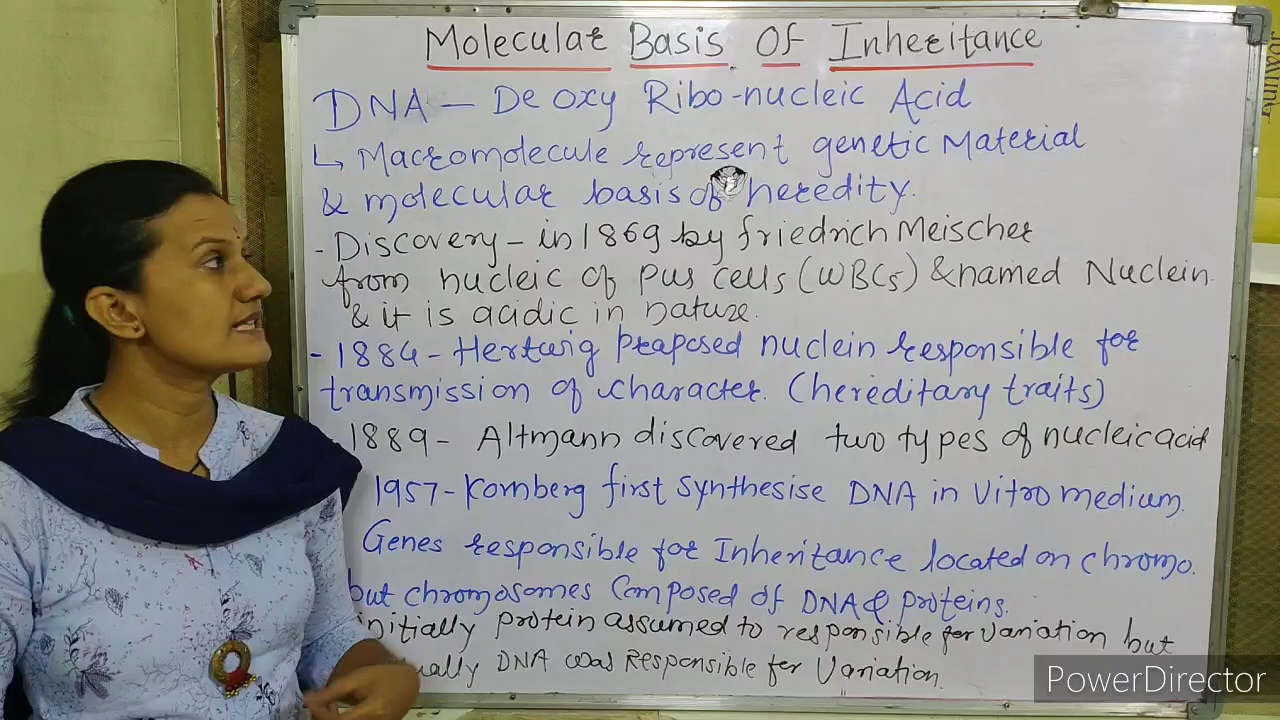 Molecular Basis Of Inheritance
DNA — De oxy Ribo-nucleic Acid
↳ Macromolecule represent genetic Material
& molecular basis of heredity.
- Discovery - in 1869 by friedrich Meischer
from nucleic of Pus cells (WBCs) & named Nuclein.
& it is acidic in nature.
- 1884 - Hertwig proposed nuclein responsible for
transmission of character. (hereditary traits)
1889 - Altmann discovered two types of nucleic acid
1957 - Kornberg first synthesise DNA in Vitro medium.
Genes responsible for Inheritance located on chromo.
but chromosomes Composed of DNA & proteins.
initially protein assumed to responsible for variation but
DNA was Responsible for Variation.
PowerDirector